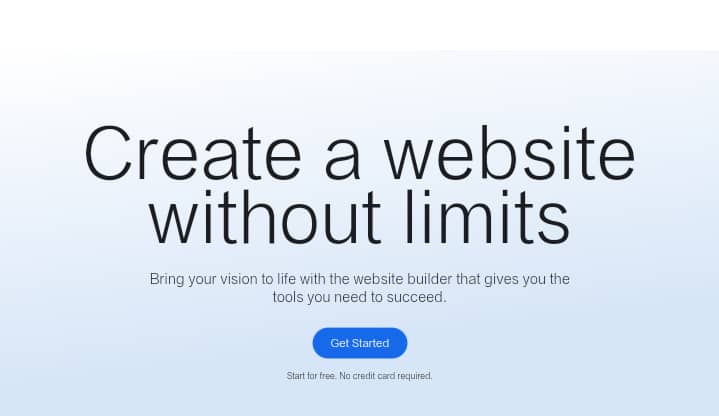 Create a website
without limits
Bring your vision to life with the website builder that gives you the
tools you need to succeed.
Get Started
Start for free. No credit card required.